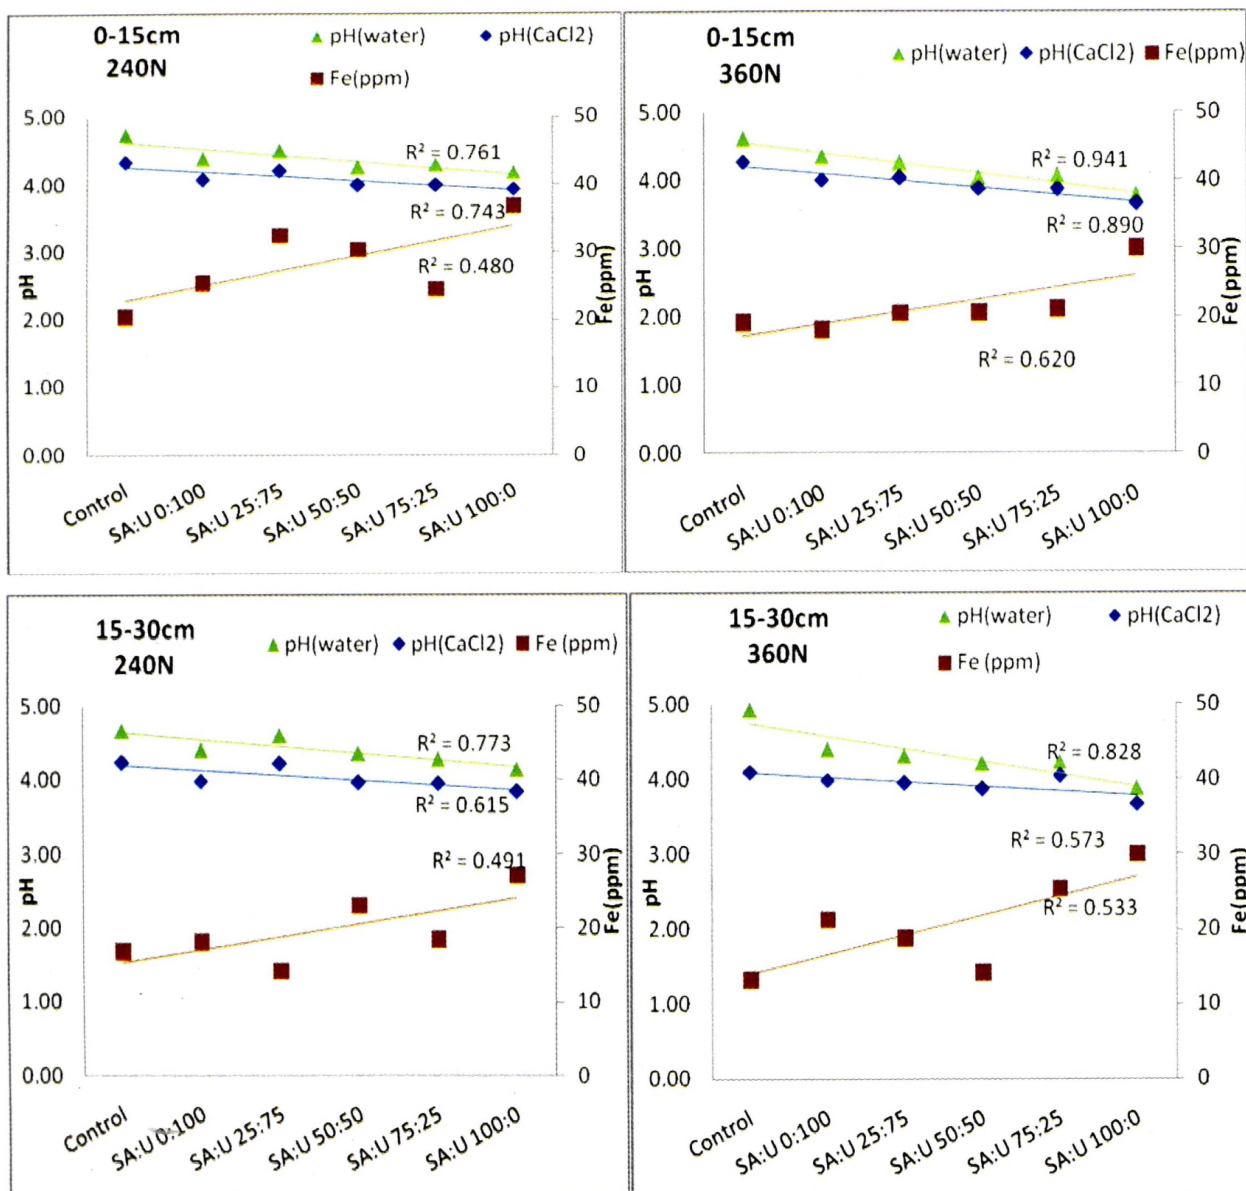 0-15cm
240N
pH(water) pH(CaCl2)
Fe(ppm)
5.00
4.00
3.00
2.00
1.00
0.00
pH
R² = 0.761
R² = 0.743
R² = 0.480
50
40
30
20
10
0
Fe(ppm)
Control
SA:U 0:100
SA:U 25:75
SA:U 50:50
SA:U 75:25
SA:U 100:0
0-15cm
360N
pH(water) pH(CaCl2) Fe(ppm)
5.00
4.00
3.00
2.00
1.00
0.00
pH
R² = 0.941
R² = 0.890
R² = 0.620
50
40
30
20
10
0
Fe(ppm)
Control
SA:U 0:100
SA:U 25:75
SA:U 50:50
SA:U 75:25
SA:U 100:0
15-30cm
240N
pH(water) pH(CaCl2) Fe (ppm)
5.00
4.00
3.00
2.00
1.00
0.00
pH
R² = 0.773
R² = 0.615
R² = 0.491
50
40
30
20
10
0
Fe(ppm)
Control
SA:U 0:100
SA:U 25:75
SA:U 50:50
SA:U 75:25
SA:U 100:0
15-30cm
360N
pH(water) pH(CaCl2)
Fe (ppm)
5.00
4.00
3.00
2.00
1.00
0.00
pH
R² = 0.828
R² = 0.573
R² = 0.533
50
40
30
20
10
0
Fe(ppm)
Control
SA:U 0:100
SA:U 25:75
SA:U 50:50
SA:U 75:25
SA:U 100:0